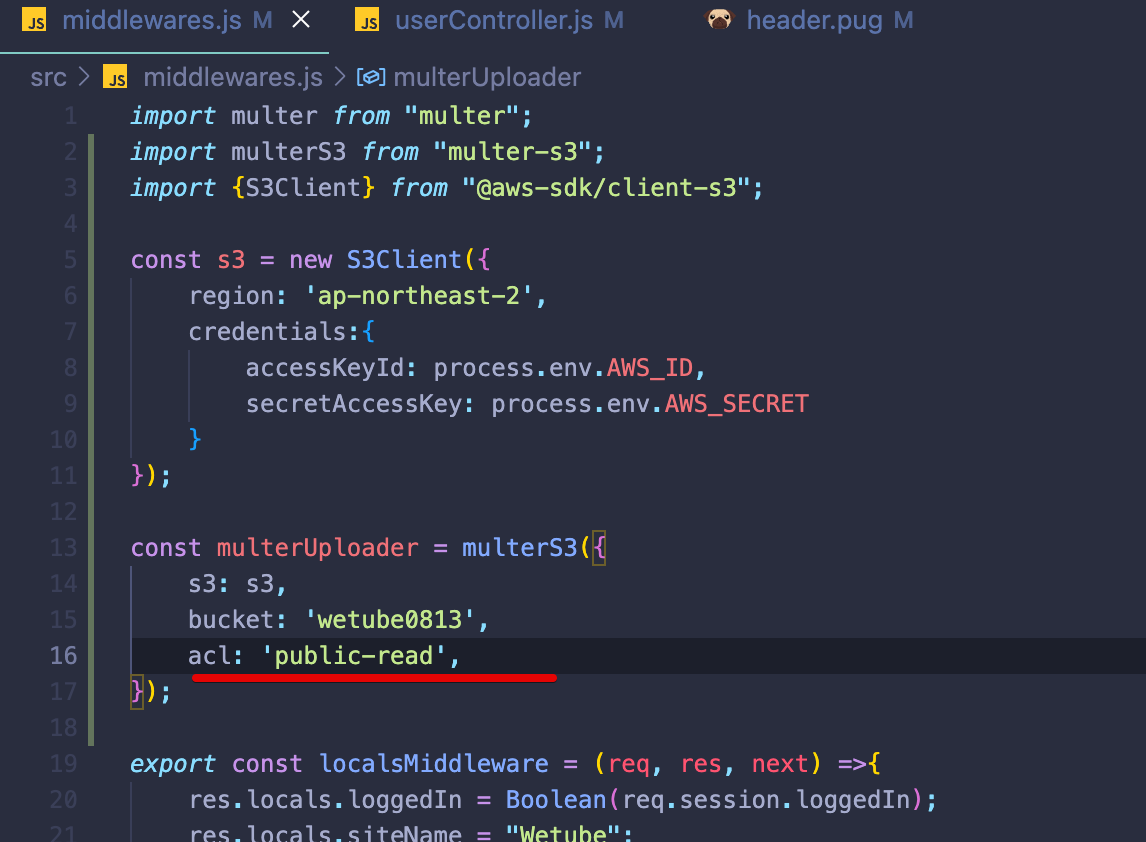 JS middlewares.js M × JS userController.js M header.pug M
src > JS middlewares.js > multerUploader
1 import multer from "multer";
2 import multerS3 from "multer-s3";
3 import {S3Client} from "@aws-sdk/client-s3";
4
5 const s3 = new S3Client({
6 region: 'ap-northeast-2',
7 credentials:{
8 accessKeyId: process.env.AWS_ID,
9 secretAccessKey: process.env.AWS_SECRET
10 }
11 });
12
13 const multerUploader = multerS3({
14 s3: s3,
15 bucket: 'wetube0813',
16 acl: 'public-read',
17 });
18
19 export const localsMiddleware = (req, res, next) =>{
20 res.locals.loggedIn = Boolean(req.session.loggedIn);
21 res.locals.siteName = "Wetube";